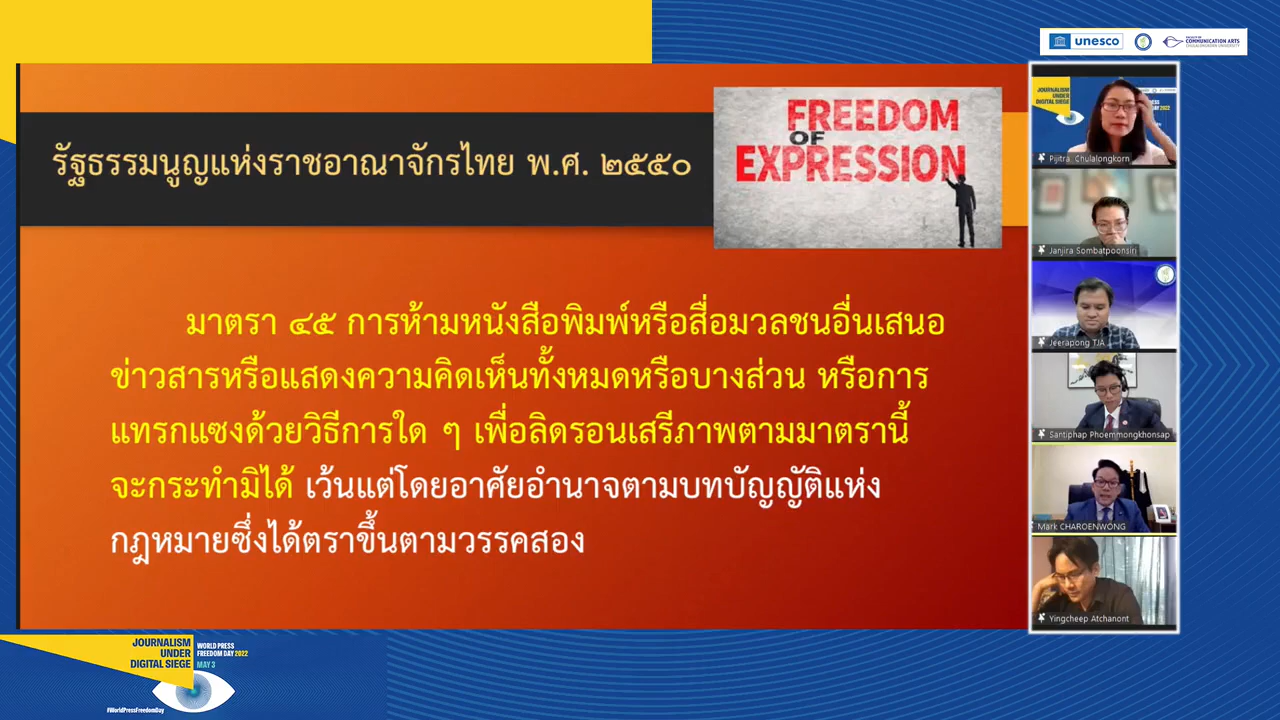 unesco
FACULTY OF
COMMUNICATION ARTS
CHULALONGKORN UNIVERSITY
รัฐธรรมนูญแห่งราชอาณาจักรไทย พ.ศ. ๒๕๕๐
FREEDOM
OF
EXPRESSION
มาตรา ๔๕ การห้ามหนังสือพิมพ์หรือสื่อมวลชนอื่นเสนอ
ข่าวสารหรือแสดงความคิดเห็นทั้งหมดหรือบางส่วน หรือการ
แทรกแซงด้วยวิธีการใด ๆ เพื่อลิดรอนเสรีภาพตามมาตรานี้
จะกระทำมิได้ เว้นแต่โดยอาศัยอำนาจตามบทบัญญัติแห่ง
กฎหมายซึ่งได้ตราขึ้นตามวรรคสอง
JOURNALISM
UNDER
DIGITAL SIEGE
Pijitra Chulalongkorn
Janjira Sombatpoonsiri
Jeerapong TJA
Santiphap Phoemmongkhonsap
Mark CHAROENWONG
Yingcheep Atchanont
JOURNALISM
UNDER
DIGITAL SIEGE
WORLD PRESS
FREEDOM DAY 2022
MAY 3
#WorldPressFreedomDay